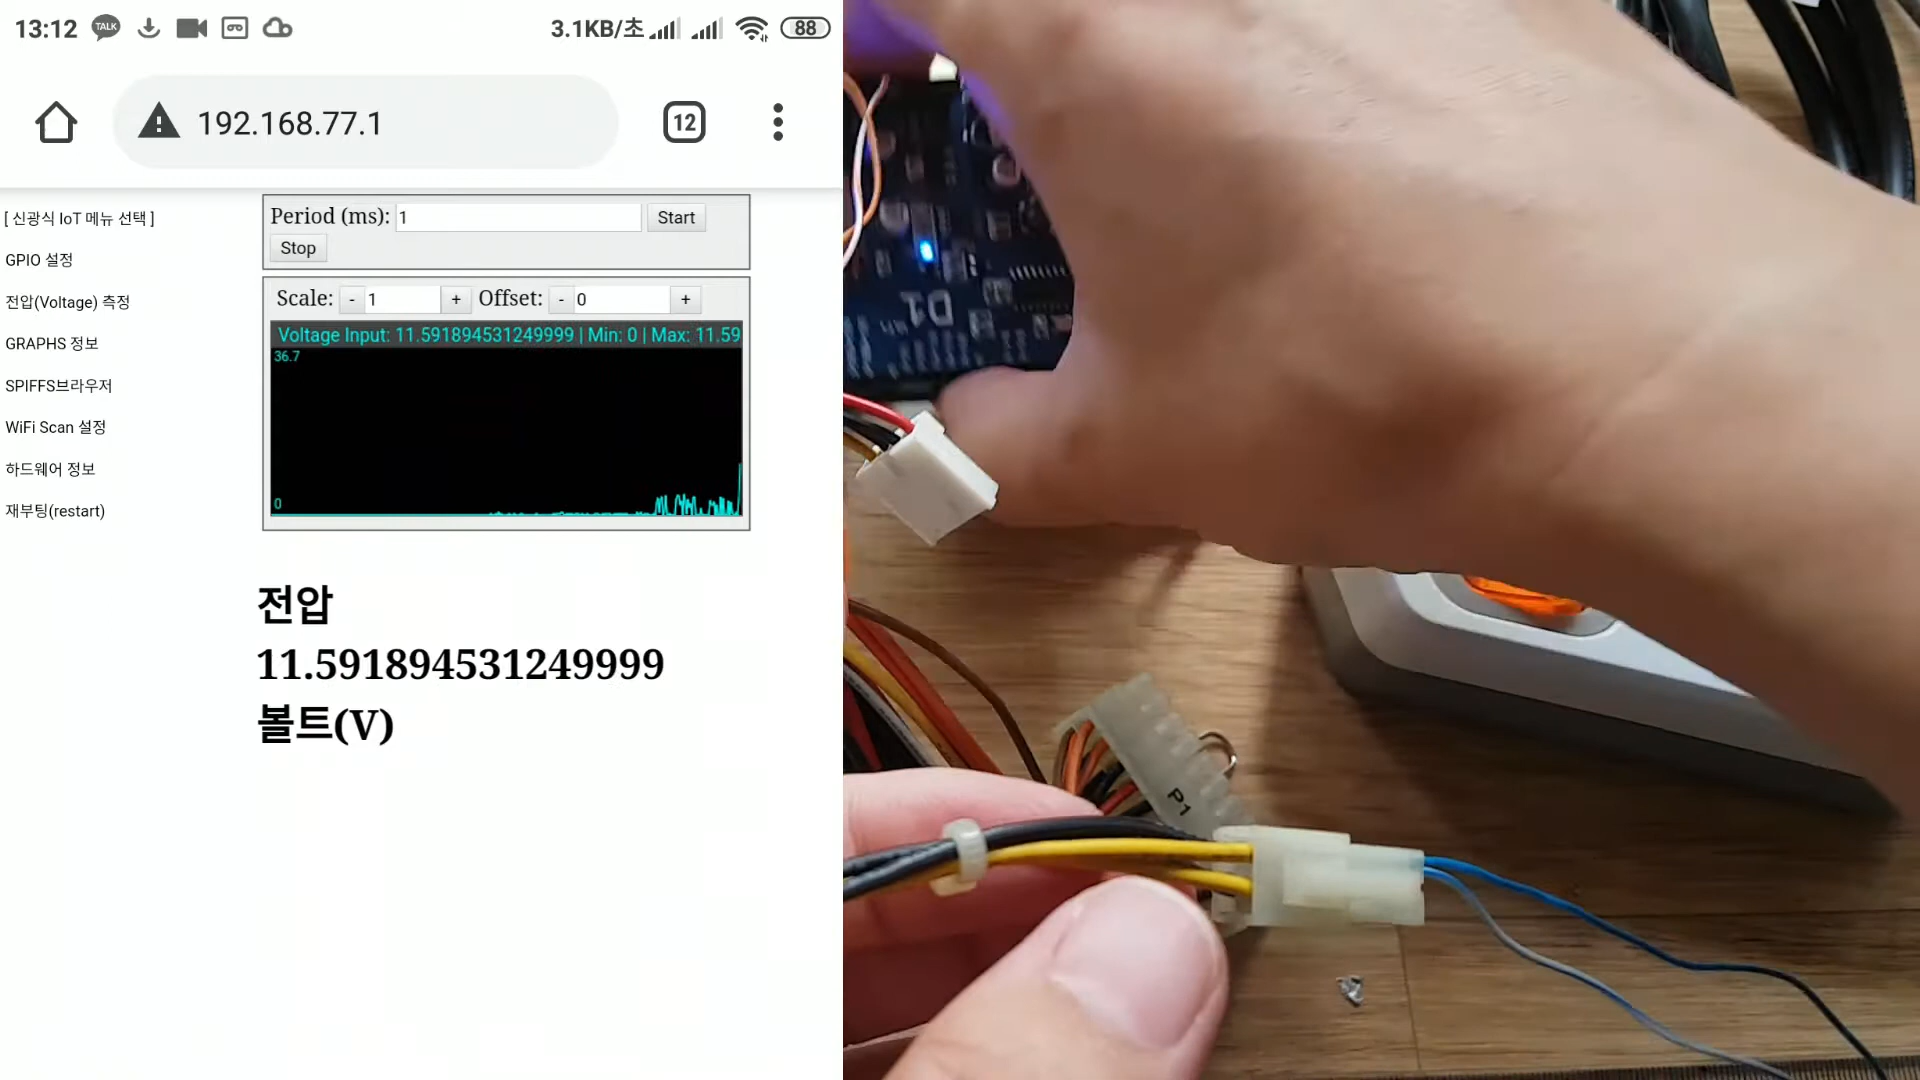 13:12 TALK 3.1KB/초 88
192.168.77.1 12
[ 신광식 IoT 메뉴 선택 ]
GPIO 설정
전압(Voltage) 측정
GRAPHS 정보
SPIFFS브라우저
WiFi Scan 설정
하드웨어 정보
재부팅(restart)
Period (ms): 1 Start
Stop
Scale: - 1 + Offset: - 0 +
Voltage Input: 11.591894531249999 | Min: 0 | Max: 11.59
36.7
0
전압
11.591894531249999
볼트(V)
D1
P1